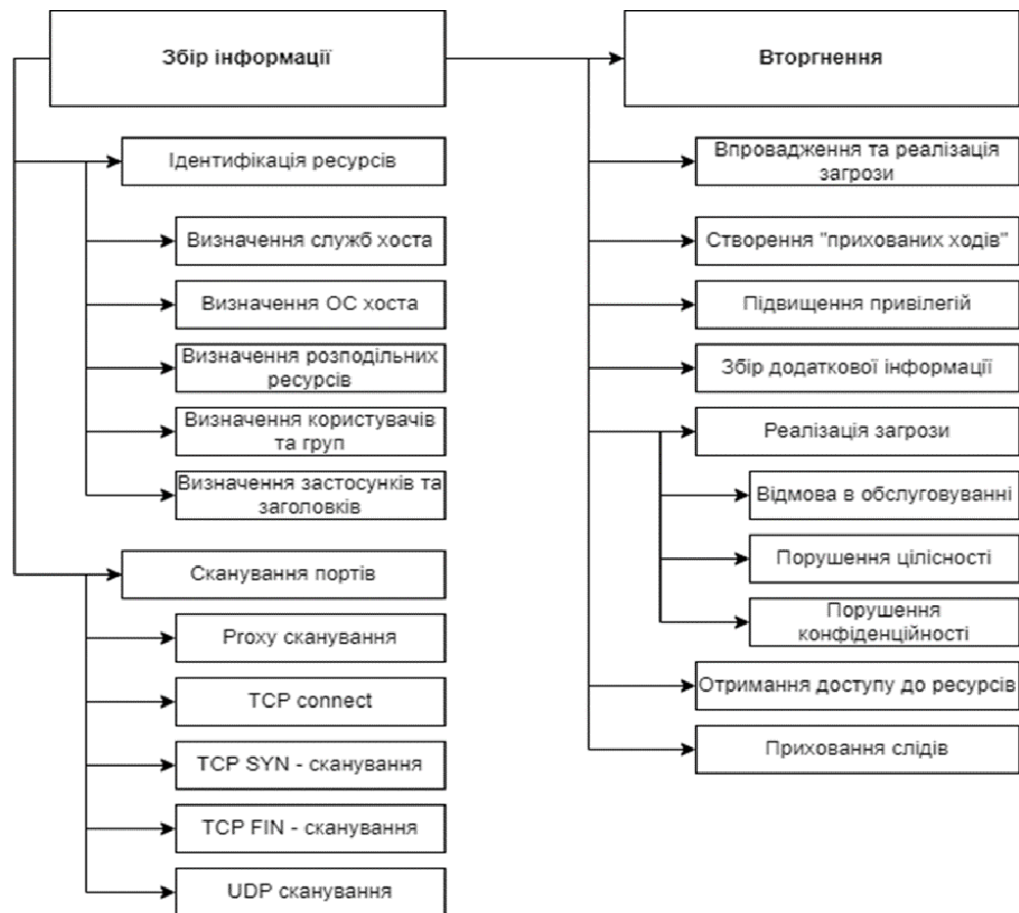 Збір інформації
Ідентифікація ресурсів
Визначення служб хоста
Визначення ОС хоста
Визначення розподільних
ресурсів
Визначення користувачів
та груп
Визначення застосунків та
заголовків
Сканування портів
Proxy сканування
TCP connect
TCP SYN - сканування
TCP FIN - сканування
UDP сканування
Вторгнення
Впровадження та реалізація
загрози
Створення "прихованих ходів"
Підвищення привілегій
Збір додаткової інформації
Реалізація загрози
Відмова в обслуговуванні
Порушення цілісності
Порушення
конфіденційності
Отримання доступу до ресурсів
Приховання слідів